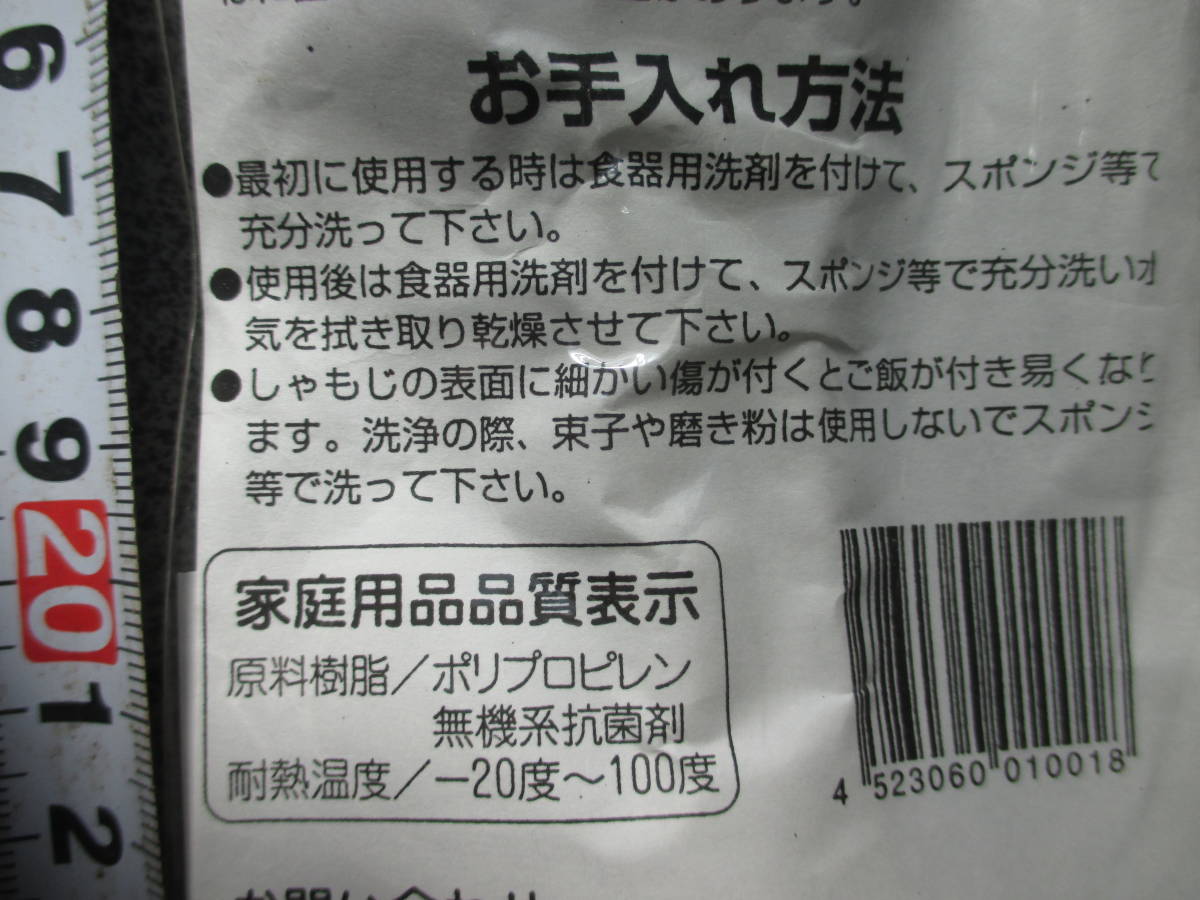 お手入れ方法
●最初に使用する時は食器用洗剤を付けて、スポンジ等で
充分洗って下さい。
●使用後は食器用洗剤を付けて、スポンジ等で充分洗い
気を拭き取り乾燥させて下さい。
●しゃもじの表面に細かい傷が付くとご飯が付き易くなり
ます。洗浄の際、束子や磨き粉は使用しないでスポンジ
等で洗って下さい。
家庭用品品質表示
原料樹脂／ポリプロピレン
無機系抗菌剤
耐熱温度／−20度〜100度
4 523060 010018
お問い合わせ
6
7
8
9
20
1
2